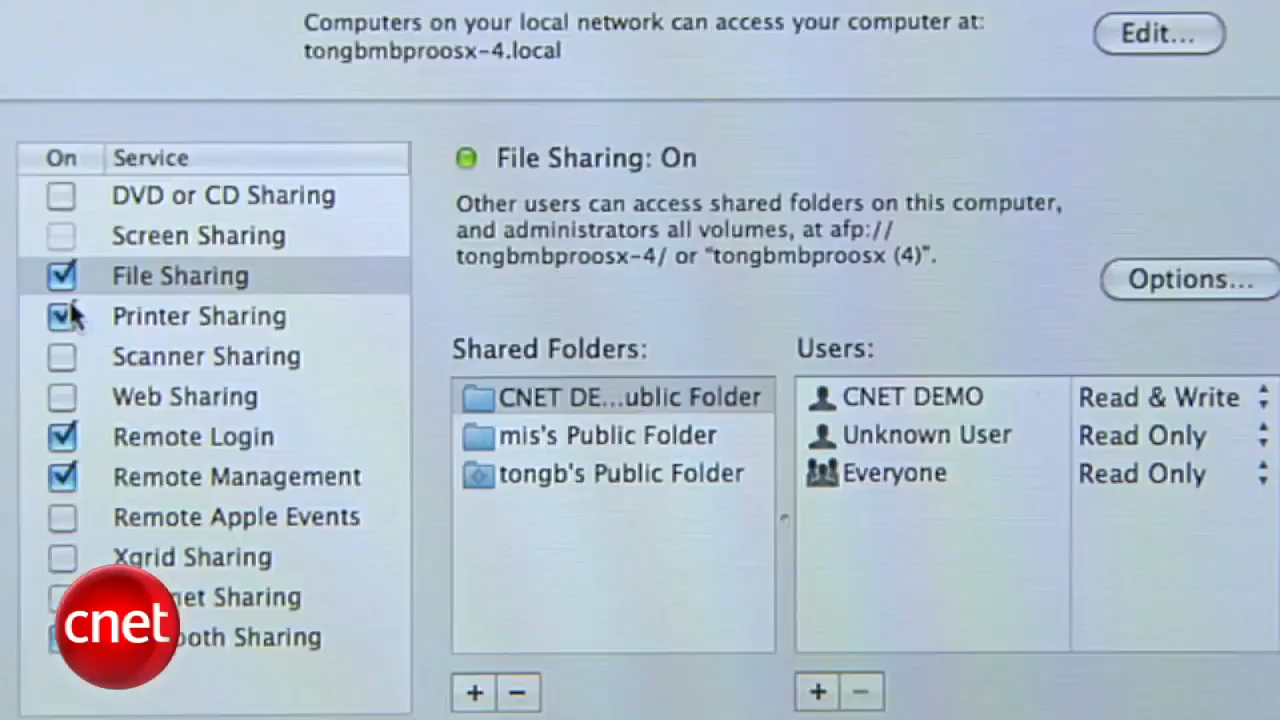 Computers on your local network can access your computer at:
tongbmbproosx-4.local
Edit...
On Service
DVD or CD Sharing
Screen Sharing
File Sharing
Printer Sharing
Scanner Sharing
Web Sharing
Remote Login
Remote Management
Remote Apple Events
Xgrid Sharing
net Sharing
ooth Sharing
File Sharing: On
Other users can access shared folders on this computer,
and administrators all volumes, at afp://
tongbmbproosx-4/ or “tongbmbproosx (4)”.
Options...
Shared Folders:
CNET DE...ublic Folder
mis's Public Folder
tongb's Public Folder
+ −
Users:
CNET DEMO Read & Write
Unknown User Read Only
Everyone Read Only
+ −
cnet